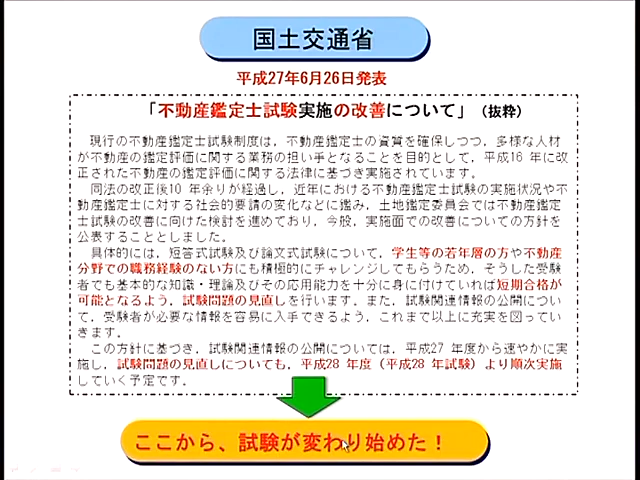 国土交通省
平成27年6月26日発表
「不動産鑑定士試験実施の改善について」（抜粋）
現行の不動産鑑定士試験制度は，不動産鑑定士の資質を確保しつつ，多様な人材
が不動産の鑑定評価に関する業務の担い手となることを目的として，平成16 年に改
正された不動産の鑑定評価に関する法律に基づき実施されています。
同法の改正後10 年余りが経過し，近年における不動産鑑定士試験の実施状況や不
動産鑑定士に対する社会的要請の変化などに鑑み，土地鑑定委員会では不動産鑑定
士試験の改善に向けた検討を進めており，今般，実施面での改善についての方針を
公表することとしました。
具体的には，短答式試験及び論文式試験について，学生等の若年層の方や不動産
分野での職務経験のない方にも積極的にチャレンジしてもらうため，そうした受験
者でも基本的な知識・理論及びその応用能力を十分に身に付けていれば短期合格が
可能となるよう，試験問題の見直しを行います。また，試験関連情報の公開につい
て，受験者が必要な情報を容易に入手できるよう，これまで以上に充実を図ってい
きます。
この方針に基づき，試験関連情報の公開については，平成27 年度から速やかに実
施し，試験問題の見直しについても，平成28 年度（平成28 年試験）より順次実施
していく予定です。
ここから、試験が変わり始めた！